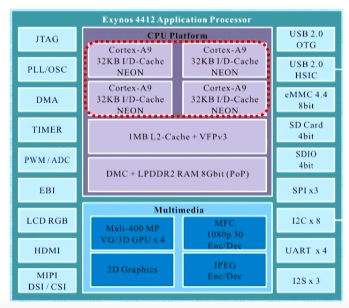 Exynos 4412 Application Processor
JTAG
PLL/OSC
DMA
TIMER
PWM / ADC
EBI
LCD RGB
HDMI
MIPI
DSI / CSI
CPU Platform
Cortex-A9
32KB I/D-Cache
NEON
Cortex-A9
32KB I/D-Cache
NEON
Cortex-A9
32KB I/D-Cache
NEON
Cortex-A9
32KB I/D-Cache
NEON
1MB L2-Cache + VFPv3
DMC + LPDDR2 RAM 8Gbit (PoP)
Multimedia
Mali-400 MP
VG/3D GPU x 4
MFC
1080p 30
Enc/Dec
2D Graphics
JPEG
Enc/Dec
USB 2.0
OTG
USB 2.0
HSIC
eMMC 4.4
8bit
SD Card
4bit
SDIO
4bit
SPI x3
I2C x 8
UART x 4
I2S x 3